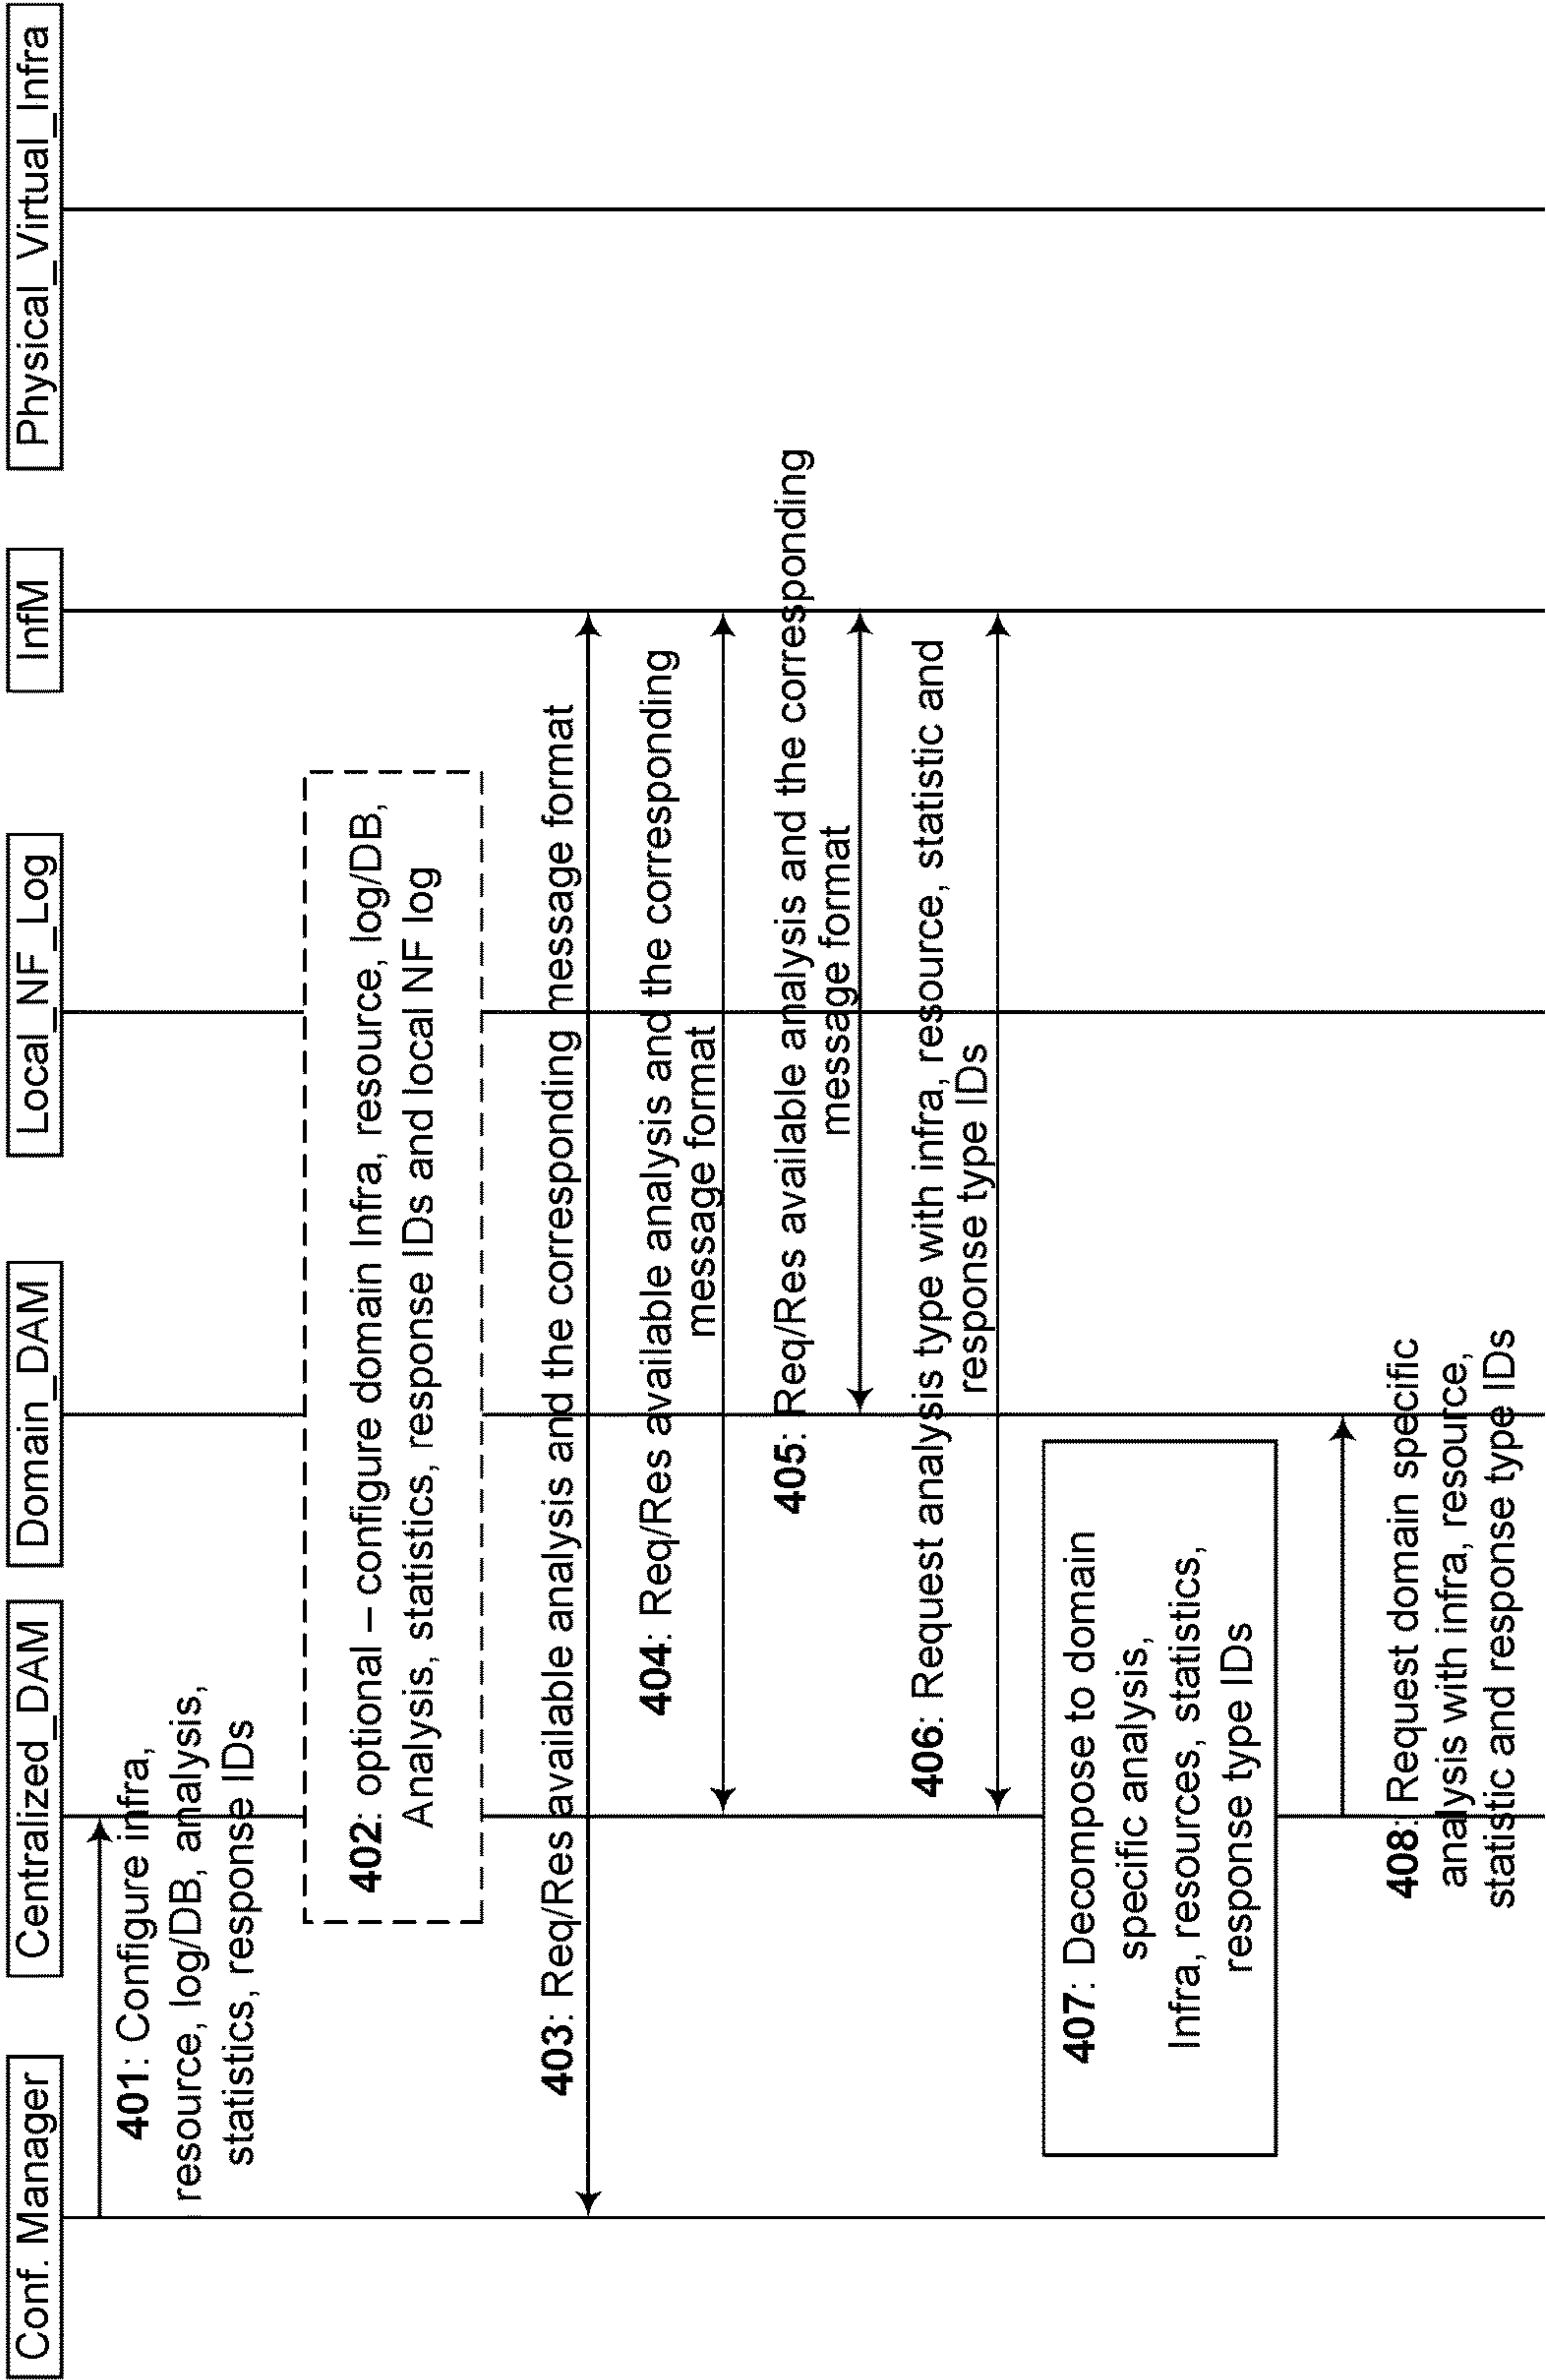 Conf. Manager
Centralized_DAM
Domain_DAM
Local_NF_Log
InfM
Physical_Virtual_Infra
401: Configure infra,
resource, log/DB, analysis,
statistics, response IDs
402: optional – configure domain Infra, resource, log/DB,
Analysis, statistics, response IDs and local NF log
403: Req/Res available analysis and the corresponding message format
404: Req/Res available analysis and the corresponding
message format
405: Req/Res available analysis and the corresponding
message format
406: Request analysis type with infra, resource, statistic and
response type IDs
407: Decompose to domain
specific analysis,
Infra, resources, statistics,
response type IDs
408: Request domain specific
analysis with infra, resource,
statistic and response type IDs